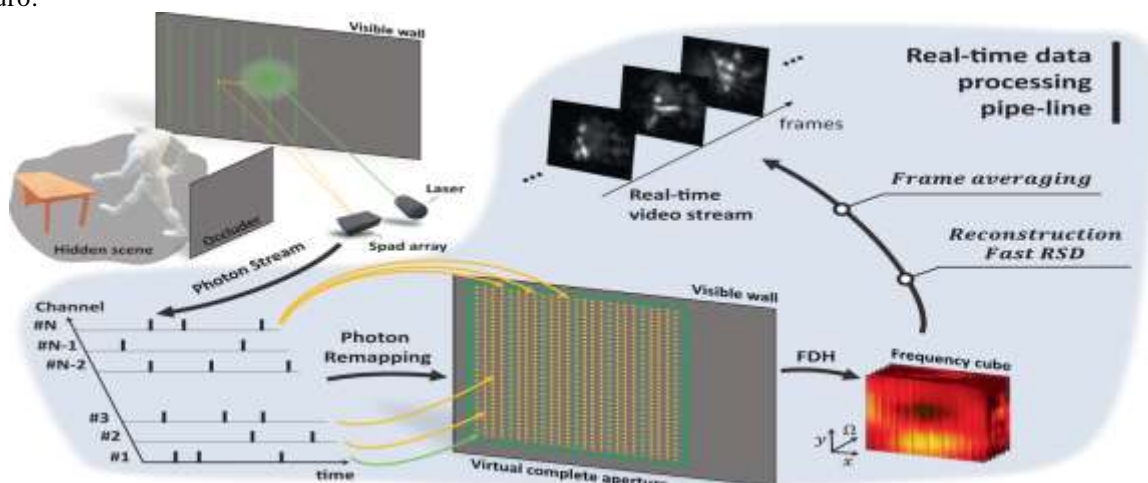 uro.
Visible wall
Real-time data
processing
pipe-line
frames
Laser
Real-time
video stream
Frame averaging
Occluder
Hidden scene
Spad array
Reconstruction
Fast RSD
Photon Stream
Channel
Visible wall
#N
#N-1
#N-2
Photon
Remapping
FDH
Frequency cube
#3
#2
#1
y
Ω
x
time
Virtual complete aperture